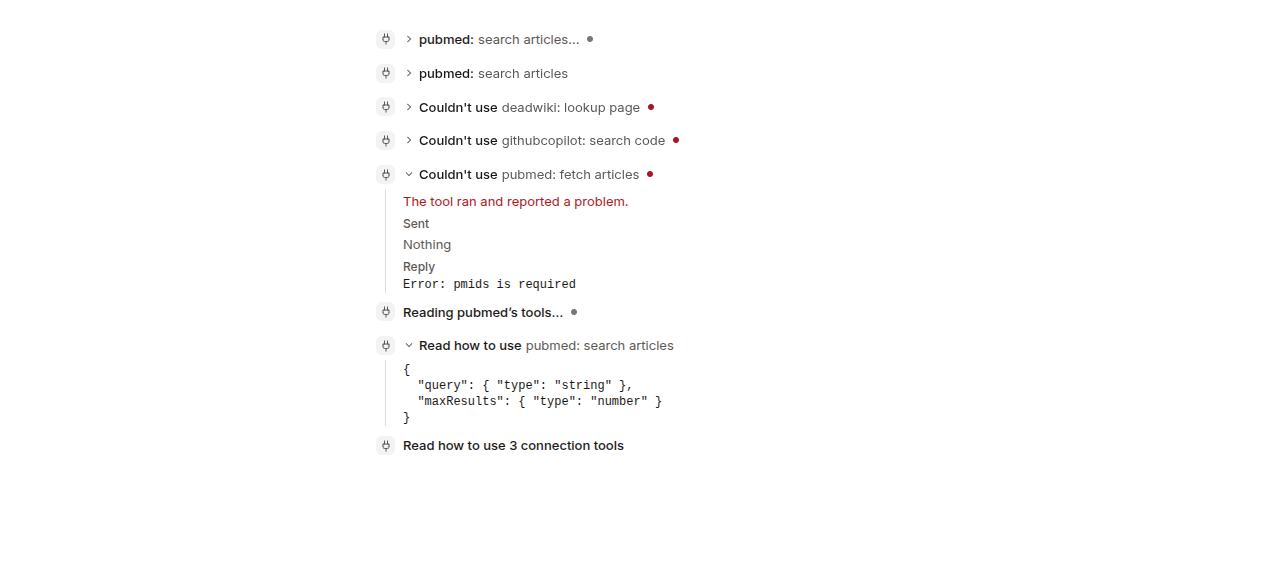 pubmed: search articles...
pubmed: search articles
Couldn't use deadwiki: lookup page
Couldn't use githubcopilot: search code
Couldn't use pubmed: fetch articles
The tool ran and reported a problem.
Sent
Nothing
Reply
Error: pmids is required
Reading pubmed’s tools...
Read how to use pubmed: search articles
{
  "query": { "type": "string" },
  "maxResults": { "type": "number" }
}
Read how to use 3 connection tools